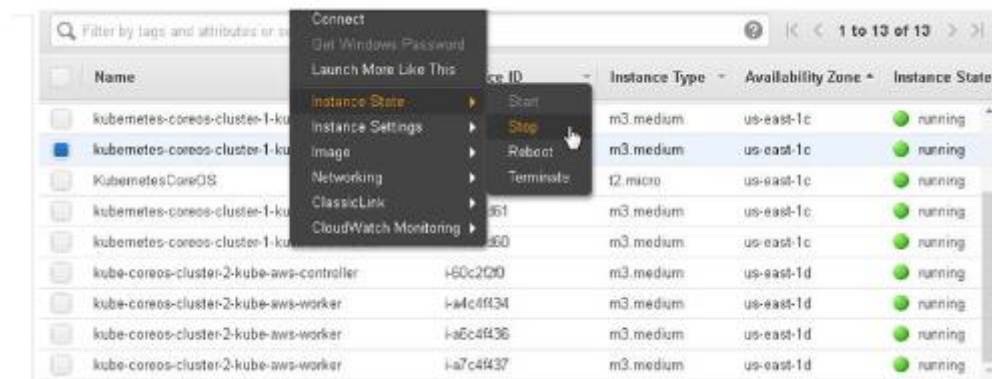 Filter by tags and attributes or se
1 to 13 of 13
Name
ce ID
Instance Type
Availability Zone
Instance State
Connect
Get Windows Password
Launch More Like This
Instance State
Instance Settings
Image
Networking
ClassicLink
CloudWatch Monitoring
Start
Stop
Reboot
Terminate
kubernetes-coreos-cluster-1-ku m3.medium us-east-1c running
kubernetes-coreos-cluster-1-ku m3.medium us-east-1c running
KubernetesCoreOS t2.micro us-east-1c running
kubernetes-coreos-cluster-1-ku m3.medium us-east-1c running
kubernetes-coreos-cluster-1-ku m3.medium us-east-1c running
kube-coreos-cluster-2-kube-aws-controller i-60c2f2f0 m3.medium us-east-1d running
kube-coreos-cluster-2-kube-aws-worker i-a4c4f434 m3.medium us-east-1d running
kube-coreos-cluster-2-kube-aws-worker i-a6c4f436 m3.medium us-east-1d running
kube-coreos-cluster-2-kube-aws-worker i-a7c4f437 m3.medium us-east-1d running